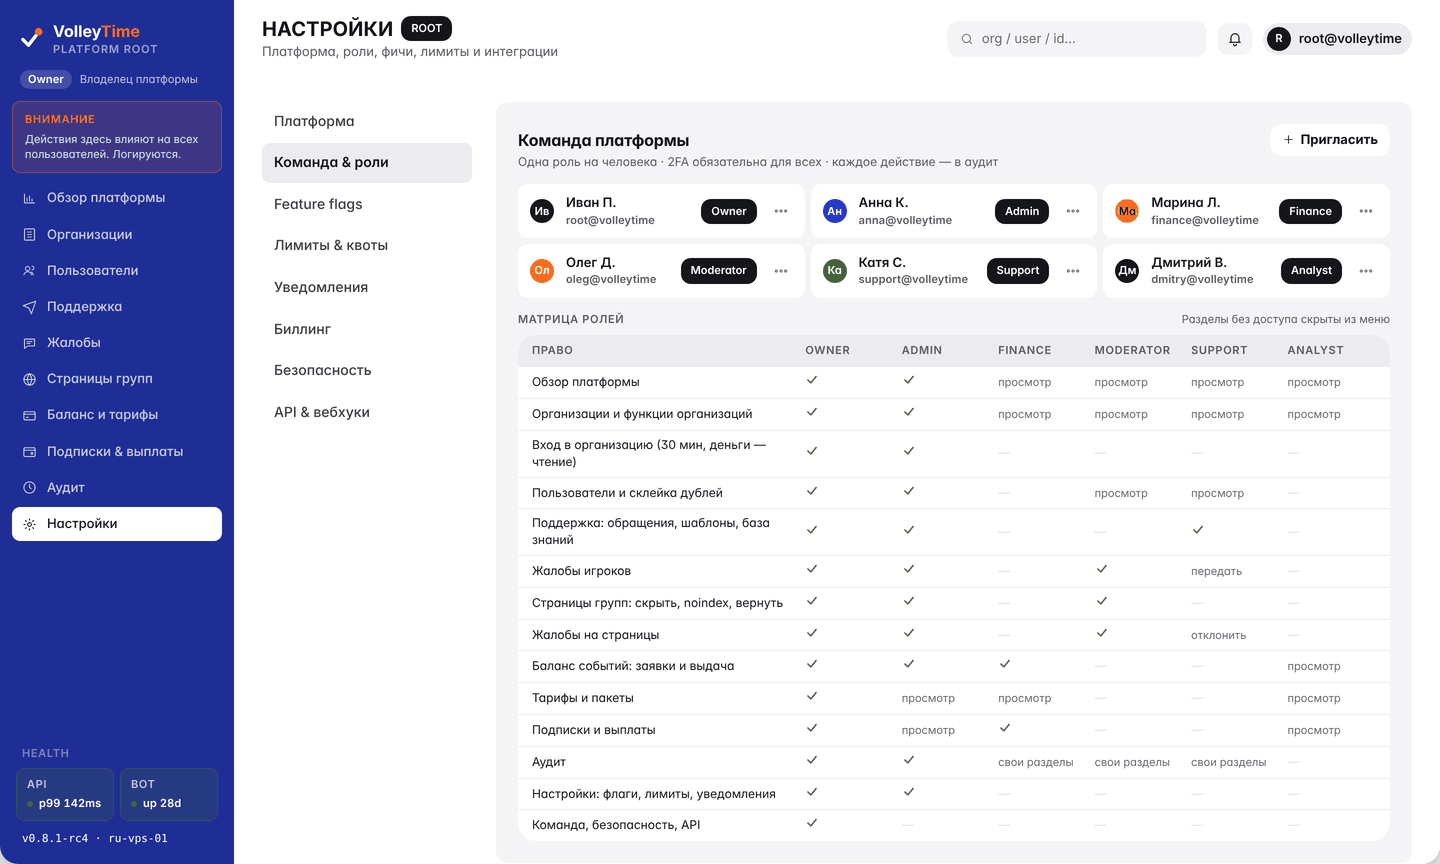 VolleyTime
PLATFORM ROOT
Owner Владелец платформы
ВНИМАНИЕ
Действия здесь влияют на всех
пользователей. Логируются.
Обзор платформы
Организации
Пользователи
Поддержка
Жалобы
Страницы групп
Баланс и тарифы
Подписки & выплаты
Аудит
Настройки
HEALTH
API
p99 142ms
BOT
up 28d
v0.8.1-rc4 · ru-vps-01
НАСТРОЙКИ ROOT
Платформа, роли, фичи, лимиты и интеграции
org / user / id...
R root@volleytime
Платформа
Команда & роли
Feature flags
Лимиты & квоты
Уведомления
Биллинг
Безопасность
API & вебхуки
Команда платформы
Одна роль на человека · 2FA обязательна для всех · каждое действие — в аудит
+ Пригласить
Ив Иван П. root@volleytime Owner
Ан Анна К. anna@volleytime Admin
Ма Марина Л. finance@volleytime Finance
Ол Олег Д. oleg@volleytime Moderator
Ка Катя С. support@volleytime Support
Дм Дмитрий В. dmitry@volleytime Analyst
МАТРИЦА РОЛЕЙ Разделы без доступа скрыты из меню
ПРАВО OWNER ADMIN FINANCE MODERATOR SUPPORT ANALYST
Обзор платформы ✓ ✓ просмотр просмотр просмотр просмотр
Организации и функции организаций ✓ ✓ просмотр просмотр просмотр просмотр
Вход в организацию (30 мин, деньги —
чтение) ✓ ✓ — — — —
Пользователи и склейка дублей ✓ ✓ — просмотр просмотр —
Поддержка: обращения, шаблоны, база
знаний ✓ ✓ — — ✓ —
Жалобы игроков ✓ ✓ — ✓ передать —
Страницы групп: скрыть, noindex, вернуть ✓ ✓ — ✓ — —
Жалобы на страницы ✓ ✓ — ✓ отклонить —
Баланс событий: заявки и выдача ✓ ✓ ✓ — — просмотр
Тарифы и пакеты ✓ просмотр просмотр — — просмотр
Подписки и выплаты ✓ просмотр ✓ — — просмотр
Аудит ✓ ✓ свои разделы свои разделы свои разделы —
Настройки: флаги, лимиты, уведомления ✓ ✓ — — — —
Команда, безопасность, API ✓ — — — — —